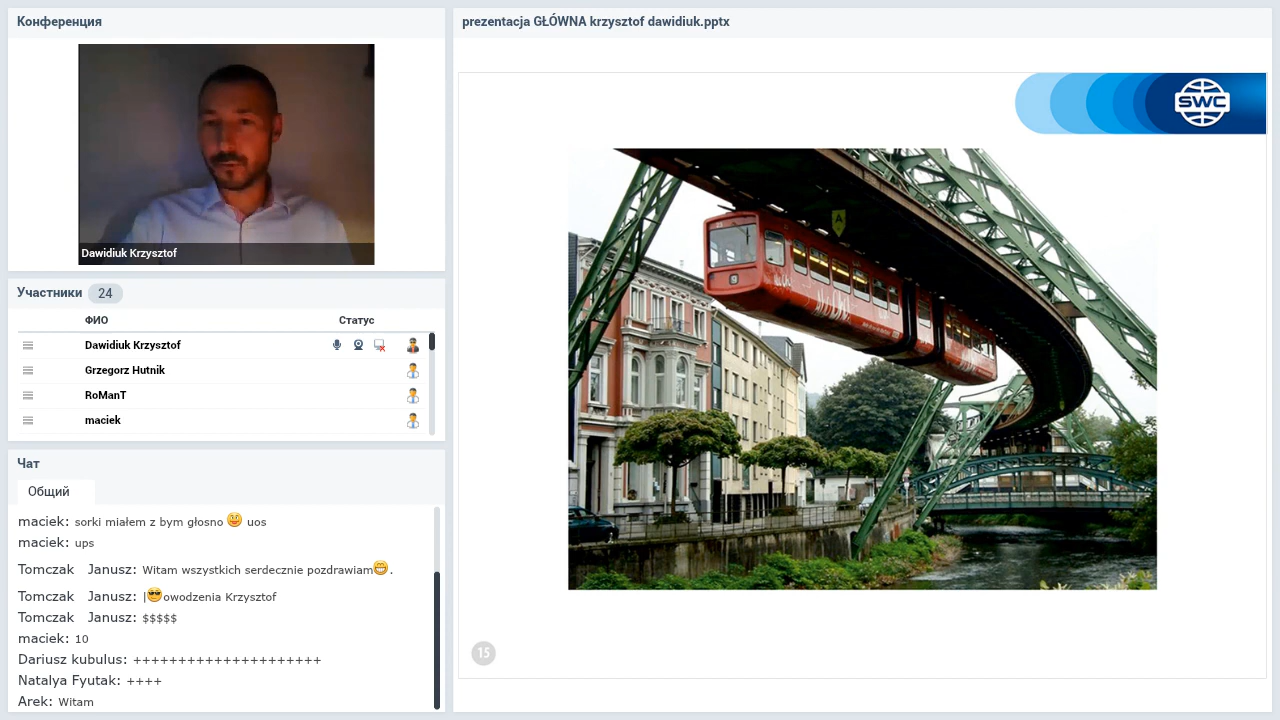 Конференция
Dawidiuk Krzysztof
Участники 24
ФИО Статус
Dawidiuk Krzysztof
Grzegorz Hutnik
RoManT
maciek
Чат
Общий
maciek: sorki miałem z bym głosno uos
maciek: ups
Tomczak Janusz: Witam wszystkich serdecznie pozdrawiam.
Tomczak Janusz: |owodzenia Krzysztof
Tomczak Janusz: $$$$$
maciek: 10
Dariusz kubulus: +++++++++++++++++++++
Natalya Fyutak: ++++
Arek: Witam
prezentacja GŁÓWNA krzysztof dawidiuk.pptx
SWC
A
15